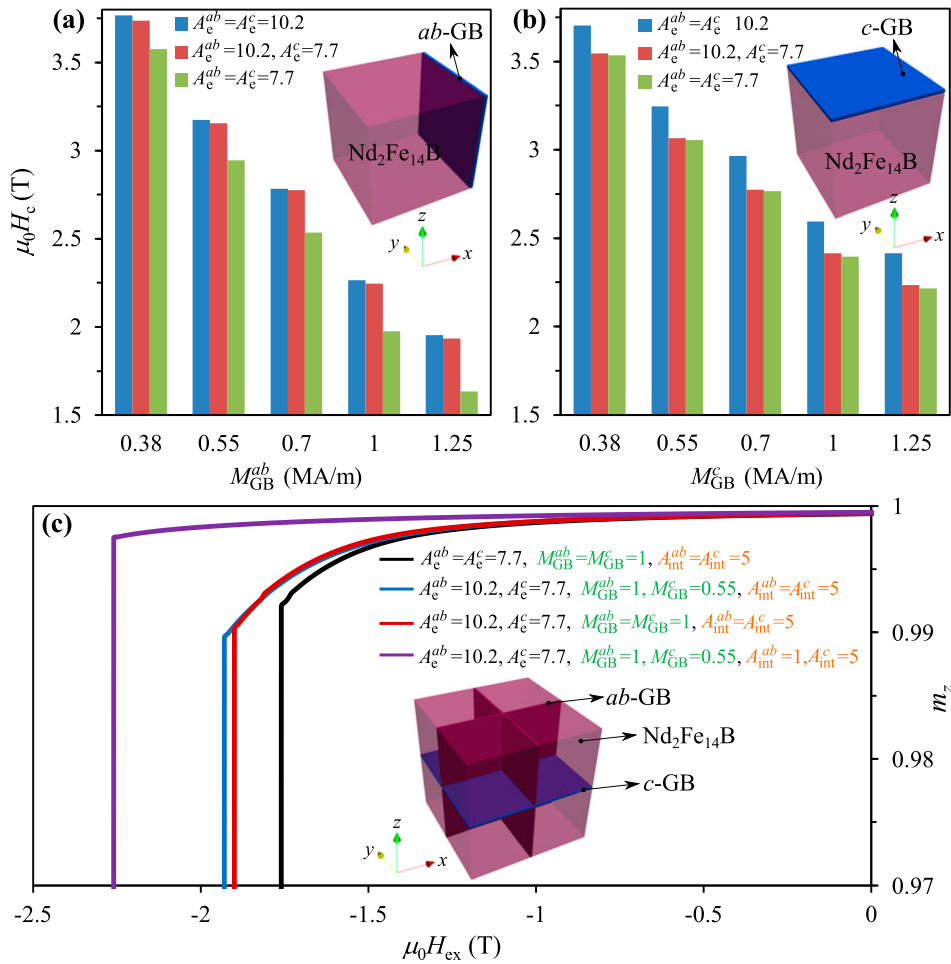 (a)
A_e^ab=A_e^c=10.2
A_e^ab=10.2, A_e^c=7.7
A_e^ab=A_e^c=7.7
ab-GB
Nd₂Fe₁₄B
z
y
x
3.5
3
2.5
2
1.5
μ₀H_c (T)
0.38 0.55 0.7 1 1.25
M_GB^ab (MA/m)
(b)
A_e^ab=A_e^c 10.2
A_e^ab=10.2, A_e^c=7.7
A_e^ab=A_e^c=7.7
c-GB
Nd₂Fe₁₄B
z
y
x
3.5
3
2.5
2
1.5
0.38 0.55 0.7 1 1.25
M_GB^c (MA/m)
(c)
A_e^ab=A_e^c=7.7, M_GB^ab=M_GB^c=1, A_int^ab=A_int^c=5
A_e^ab=10.2, A_e^c=7.7, M_GB^ab=1, M_GB^c=0.55, A_int^ab=A_int^c=5
A_e^ab=10.2, A_e^c=7.7, M_GB^ab=M_GB^c=1, A_int^ab=A_int^c=5
A_e^ab=10.2, A_e^c=7.7, M_GB^ab=1, M_GB^c=0.55, A_int^ab=1, A_int^c=5
ab-GB
Nd₂Fe₁₄B
c-GB
z
y
x
1
0.99
0.98
0.97
m_z
-2.5 -2 -1.5 -1 -0.5 0
μ₀H_ex (T)